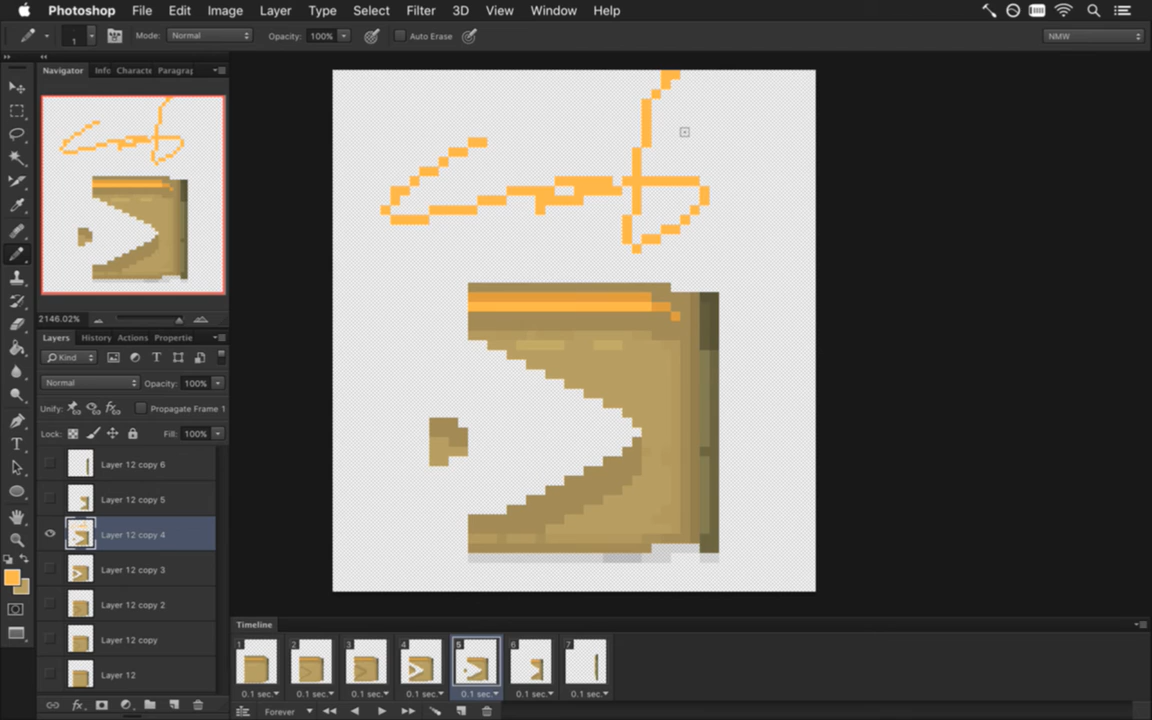 Photoshop File Edit Image Layer Type Select Filter 3D View Window Help
1 Mode: Normal Opacity: 100% Auto Erase NMW
Navigator Info Characte Paragrap
2146.02%
Layers History Actions Propertie
Kind
Normal Opacity: 100%
Unify: Propagate Frame 1
Lock: Fill: 100%
Layer 12 copy 6
Layer 12 copy 5
Layer 12 copy 4
Layer 12 copy 3
Layer 12 copy 2
Layer 12 copy
Layer 12
Timeline
1 2 3 4 5 6 7
0.1 sec. 0.1 sec. 0.1 sec. 0.1 sec. 0.1 sec. 0.1 sec. 0.1 sec.
Forever